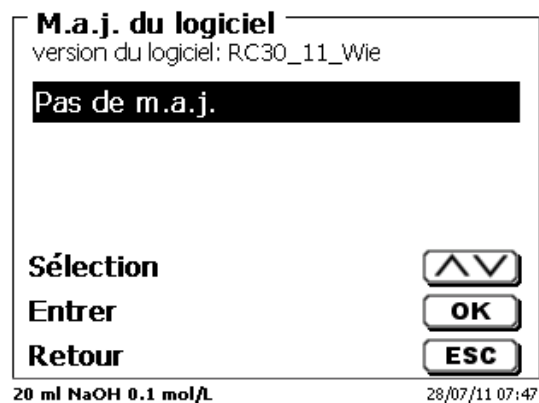 M.a.j. du logiciel
version du logiciel: RC30_11_Wie
Pas de m.a.j.
Sélection
Entrer OK
Retour ESC
20 ml NaOH 0.1 mol/L 28/07/11 07:47